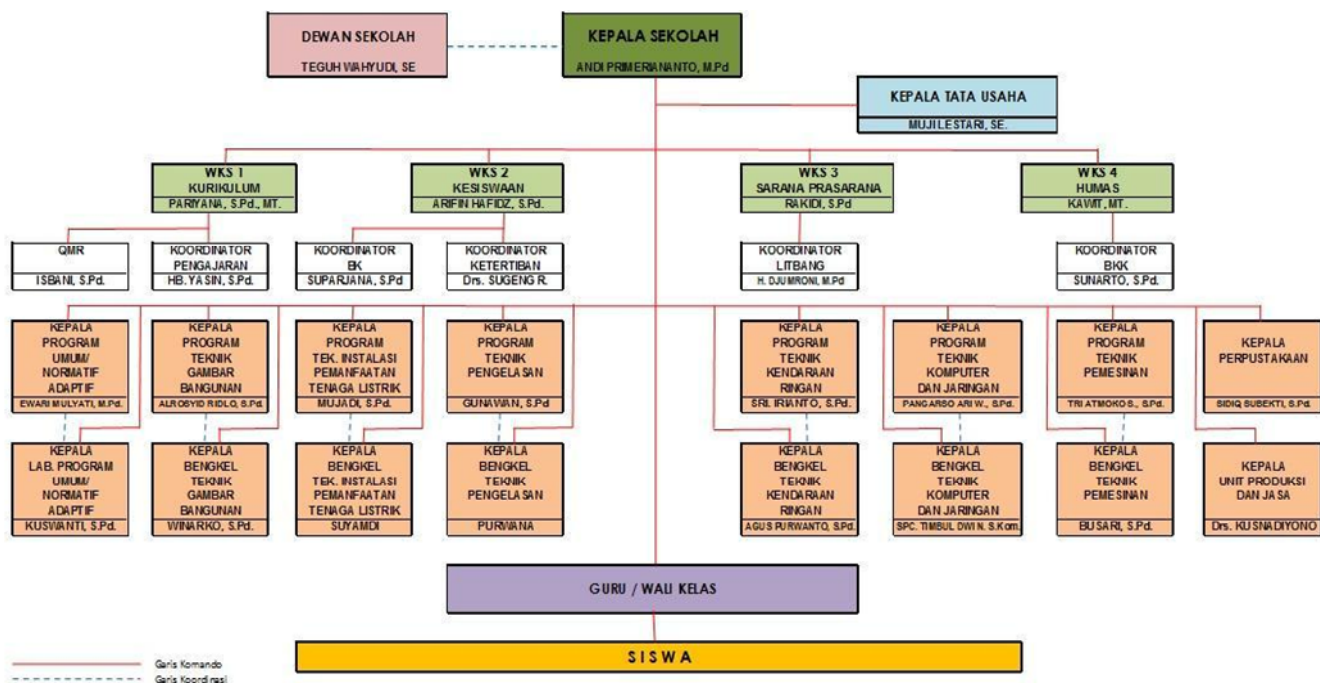 DEWAN SEKOLAH
TEGUH WAHYUDI, SE
KEPALA SEKOLAH
ANDI PRIMERIANANTO, M.Pd
KEPALA TATA USAHA
MUJI LESTARI, SE.
WKS 1
KURIKULUM
PARIYANA, S.Pd., MT.
WKS 2
KESISWAAN
ARIFIN HAFIDZ, S.Pd.
WKS 3
SARANA PRASARANA
RAKIDI, S.Pd
WKS 4
HUMAS
KAWIT, MT.
QMR
ISBANI, S.Pd.
KOORDINATOR
PENGAJARAN
HB. YASIN, S.Pd.
KOORDINATOR
BK
SUPARJANA, S.Pd
KOORDINATOR
KETERTIBAN
Drs. SUGENG R.
KOORDINATOR
LITBANG
H. DJUMRONI, M.Pd
KOORDINATOR
BKK
SUNARTO, S.Pd.
KEPALA
PROGRAM
UMUM/
NORMATIF
ADAPTIF
EWARI MULYATI, M.Pd.
KEPALA
PROGRAM
TEKNIK
GAMBAR
BANGUNAN
ALROSYID RIDLO, S.Pd.
KEPALA
PROGRAM
TEK. INSTALASI
PEMANFAATAN
TENAGA LISTRIK
MUJADI, S.Pd.
KEPALA
PROGRAM
TEKNIK
PENGELASAN
GUNAWAN, S.Pd
KEPALA
PROGRAM
TEKNIK
KENDARAAN
RINGAN
SRI. IRIANTO, S.Pd.
KEPALA
PROGRAM
TEKNIK
KOMPUTER
DAN JARINGAN
PANGARSO ARI W., S.Pd.
KEPALA
PROGRAM
TEKNIK
PEMESINAN
TRI ATMOKO S., S.Pd.
KEPALA
PERPUSTAKAAN
SIDIQ SUBEKTI, S.Pd.
KEPALA
LAB. PROGRAM
UMUM/
NORMATIF
ADAPTIF
KUSWANTI, S.Pd.
KEPALA
BENGKEL
TEKNIK
GAMBAR
BANGUNAN
WINARKO, S.Pd.
KEPALA
BENGKEL
TEK. INSTALASI
PEMANFAATAN
TENAGA LISTRIK
SUYAMDI
KEPALA
BENGKEL
TEKNIK
PENGELASAN
PURWANA
KEPALA
BENGKEL
TEKNIK
KENDARAAN
RINGAN
AGUS PURWANTO, S.Pd.
KEPALA
BENGKEL
TEKNIK
KOMPUTER
DAN JARINGAN
SPC. TIMBUL DWI N. S.Kom.
KEPALA
BENGKEL
TEKNIK
PEMESINAN
BUSARI, S.Pd.
KEPALA
UNIT PRODUKSI
DAN JASA
Drs. KUSNADIYONO
GURU / WALI KELAS
SISWA
Garis Komando
Garis Koordinasi